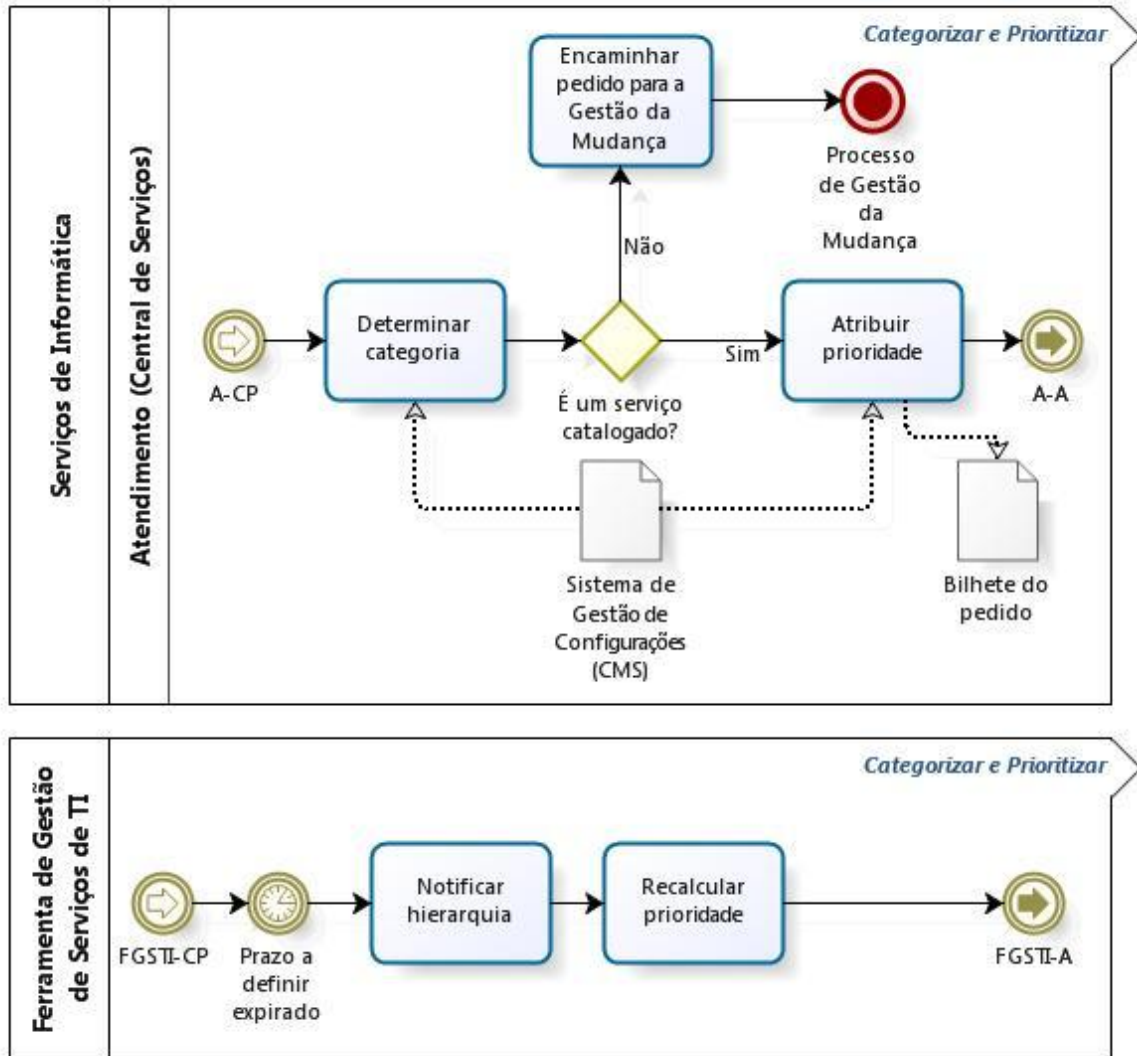 Serviços de Informática
Atendimento (Central de Serviços)
Categorizar e Prioritizar
Encaminhar
pedido para a
Gestão da
Mudança
Processo
de Gestão
da
Mudança
Não
A-CP
Determinar
categoria
É um serviço
catalogado?
Sim
Atribuir
prioridade
A-A
Sistema de
Gestão de
Configurações
(CMS)
Bilhete do
pedido
Ferramenta de Gestão
de Serviços de TI
Categorizar e Prioritizar
FGSTI-CP
Prazo a
definir
expirado
Notificar
hierarquia
Recalcular
prioridade
FGSTI-A